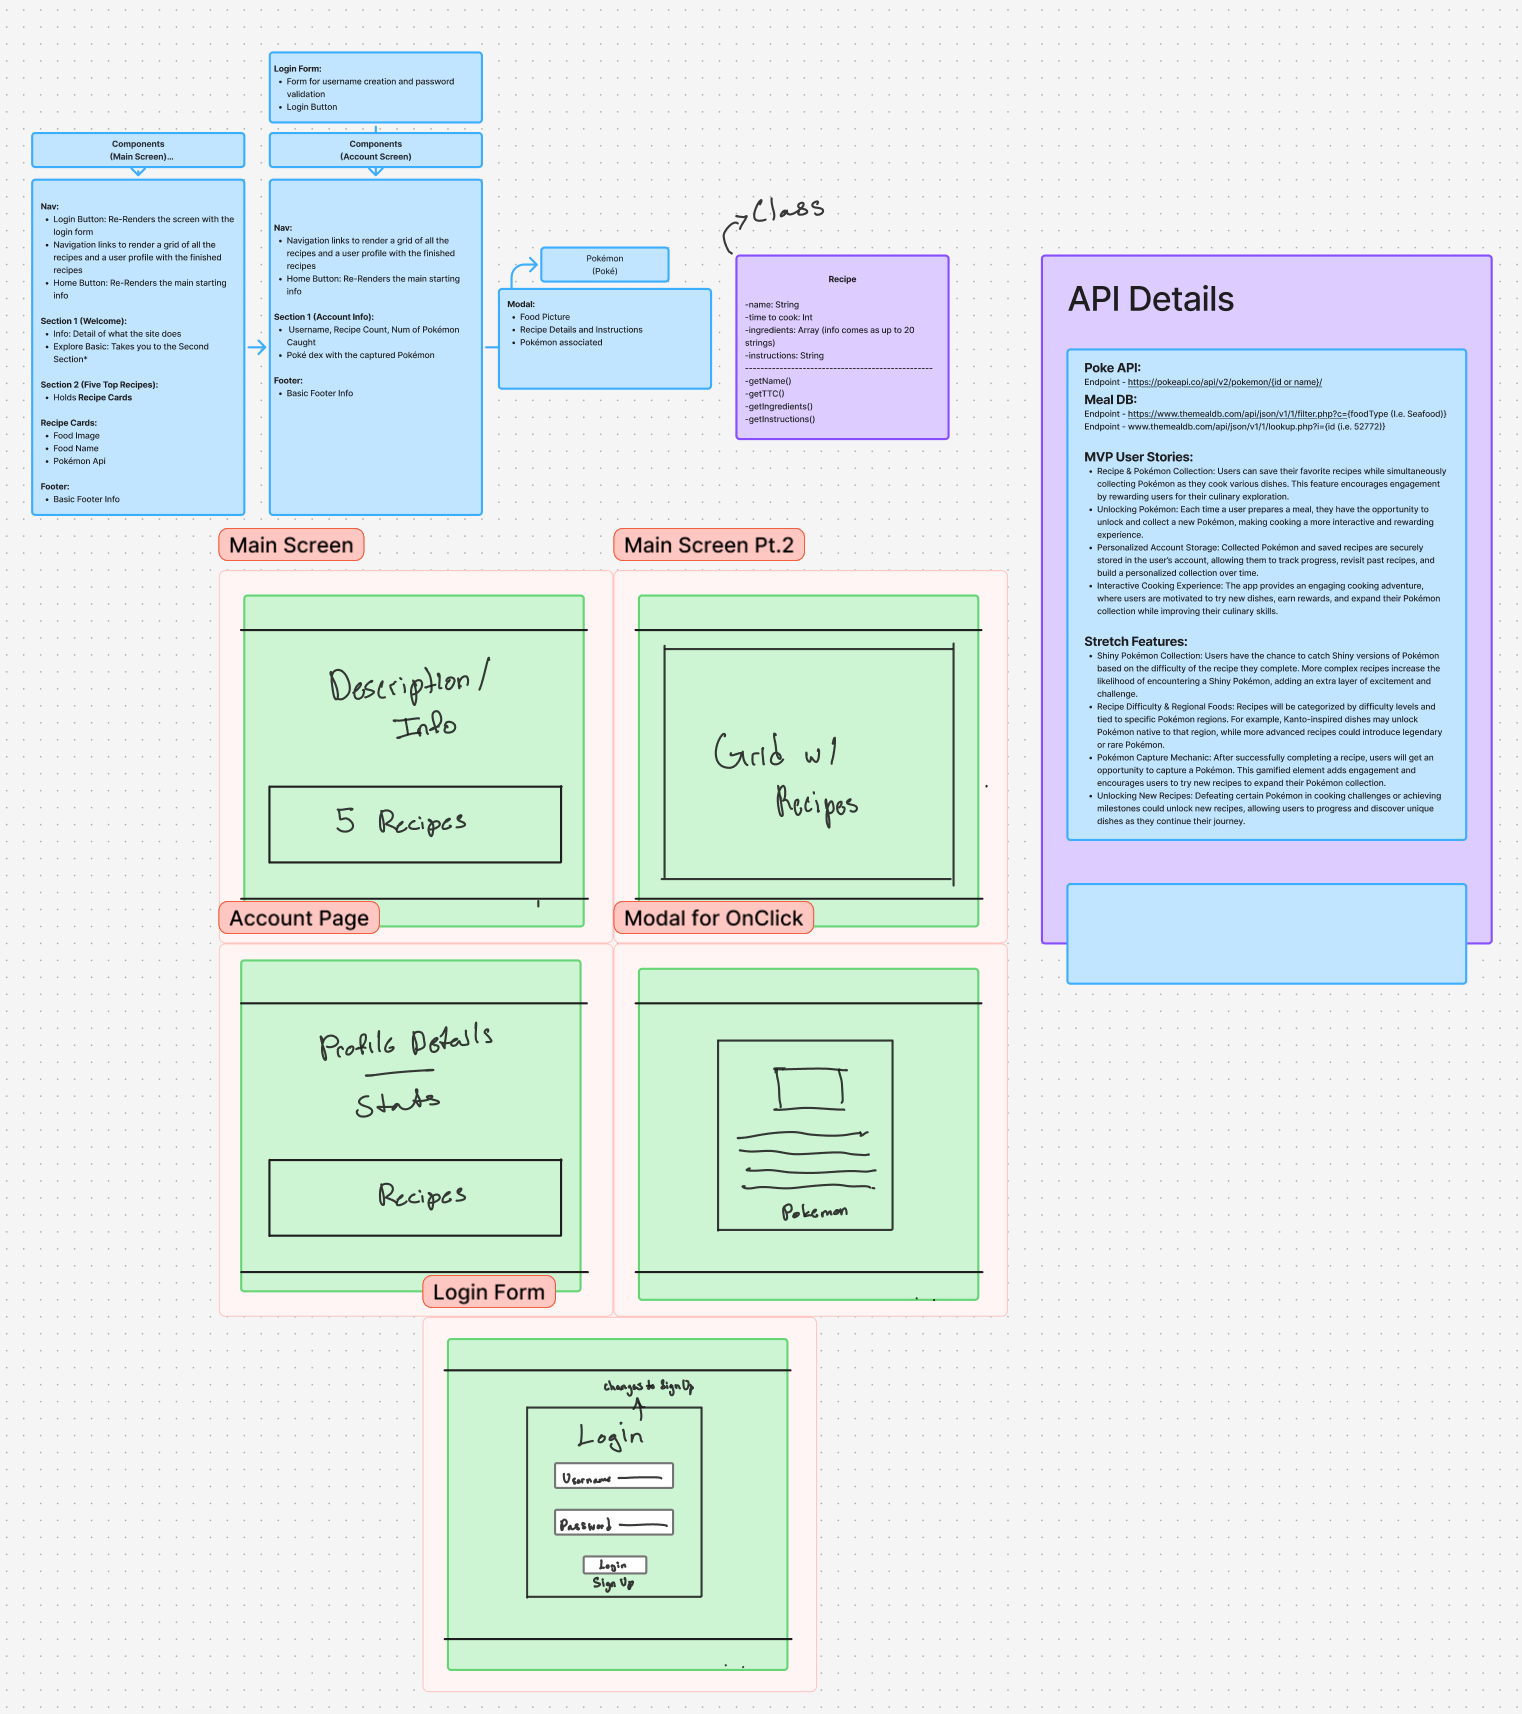 Login Form:
• Form for username creation and password
validation
• Login Button
Components
(Main Screen)...
Components
(Account Screen)
Nav:
• Login Button: Re-Renders the screen with the
login form
• Navigation links to render a grid of all the
recipes and a user profile with the finished
recipes
• Home Button: Re-Renders the main starting
info
Section 1 (Welcome):
• Info: Detail of what the site does
• Explore Basic: Takes you to the Second
Section*
Section 2 (Five Top Recipes):
• Holds Recipe Cards
Recipe Cards:
• Food Image
• Food Name
• Pokémon Api
Footer:
• Basic Footer Info
Nav:
• Navigation links to render a grid of all the
recipes and a user profile with the finished
recipes
• Home Button: Re-Renders the main starting
info
Section 1 (Account Info):
• Username, Recipe Count, Num of Pokémon
Caught
• Poké dex with the captured Pokémon
Footer:
• Basic Footer Info
Pokémon
(Poké)
Modal:
• Food Picture
• Recipe Details and Instructions
• Pokémon associated
Class
Recipe
-name: String
-time to cook: Int
-ingredients: Array (info comes as up to 20
strings)
-instructions: String
------------------------------------------------
-getName()
-getTTC()
-getIngredients()
-getInstructions()
API Details
Poke API:
Endpoint - https://pokeapi.co/api/v2/pokemon/{id or name}/
Meal DB:
Endpoint - https://www.themealdb.com/api/json/v1/1/filter.php?c={foodType (I.e. Seafood)}
Endpoint - www.themealdb.com/api/json/v1/1/lookup.php?i={id (i.e. 52772)}
MVP User Stories:
• Recipe & Pokémon Collection: Users can save their favorite recipes while simultaneously
collecting Pokémon as they cook various dishes. This feature encourages engagement
by rewarding users for their culinary exploration.
• Unlocking Pokémon: Each time a user prepares a meal, they have the opportunity to
unlock and collect a new Pokémon, making cooking a more interactive and rewarding
experience.
• Personalized Account Storage: Collected Pokémon and saved recipes are securely
stored in the user's account, allowing them to track progress, revisit past recipes, and
build a personalized collection over time.
• Interactive Cooking Experience: The app provides an engaging cooking adventure,
where users are motivated to try new dishes, earn rewards, and expand their Pokémon
collection while improving their culinary skills.
Stretch Features:
• Shiny Pokémon Collection: Users have the chance to catch Shiny versions of Pokémon
based on the difficulty of the recipe they complete. More complex recipes increase the
likelihood of encountering a Shiny Pokémon, adding an extra layer of excitement and
challenge.
• Recipe Difficulty & Regional Foods: Recipes will be categorized by difficulty levels and
tied to specific Pokémon regions. For example, Kanto-inspired dishes may unlock
Pokémon native to that region, while more advanced recipes could introduce legendary
or rare Pokémon.
• Pokémon Capture Mechanic: After successfully completing a recipe, users will get an
opportunity to capture a Pokémon. This gamified element adds engagement and
encourages users to try new recipes to expand their Pokémon collection.
• Unlocking New Recipes: Defeating certain Pokémon in cooking challenges or achieving
milestones could unlock new recipes, allowing users to progress and discover unique
dishes as they continue their journey.
Main Screen
Description/
Info
5 Recipes
Main Screen Pt.2
Grid w/
Recipes
Account Page
Profile Details
Stats
Recipes
Modal for OnClick
Pokemon
Login Form
Changes to Sign Up
Login
Username
Password
Login
Sign Up